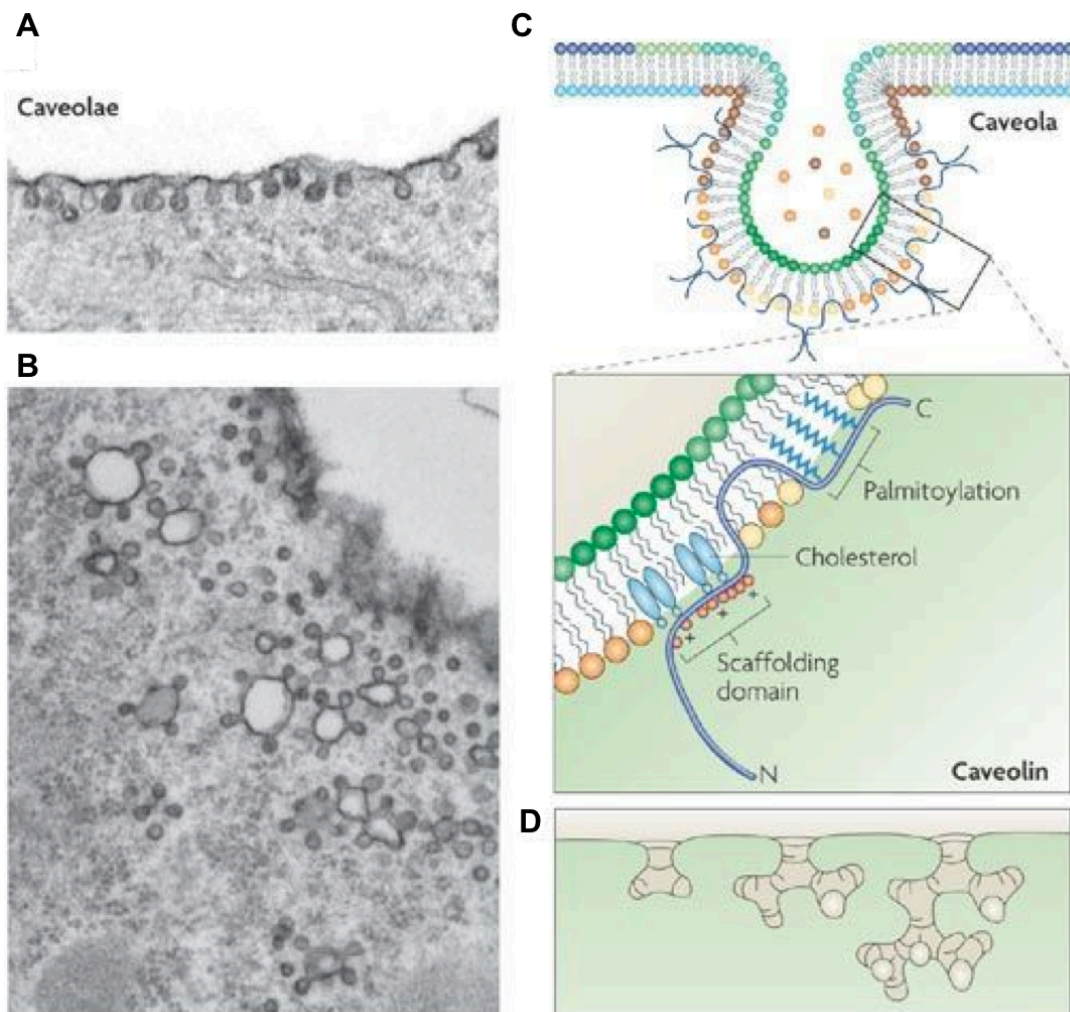 A
Caveolae
B
C
Caveola
C
Palmitoylation
Cholesterol
+
+
+
Scaffolding
domain
N
Caveolin
D